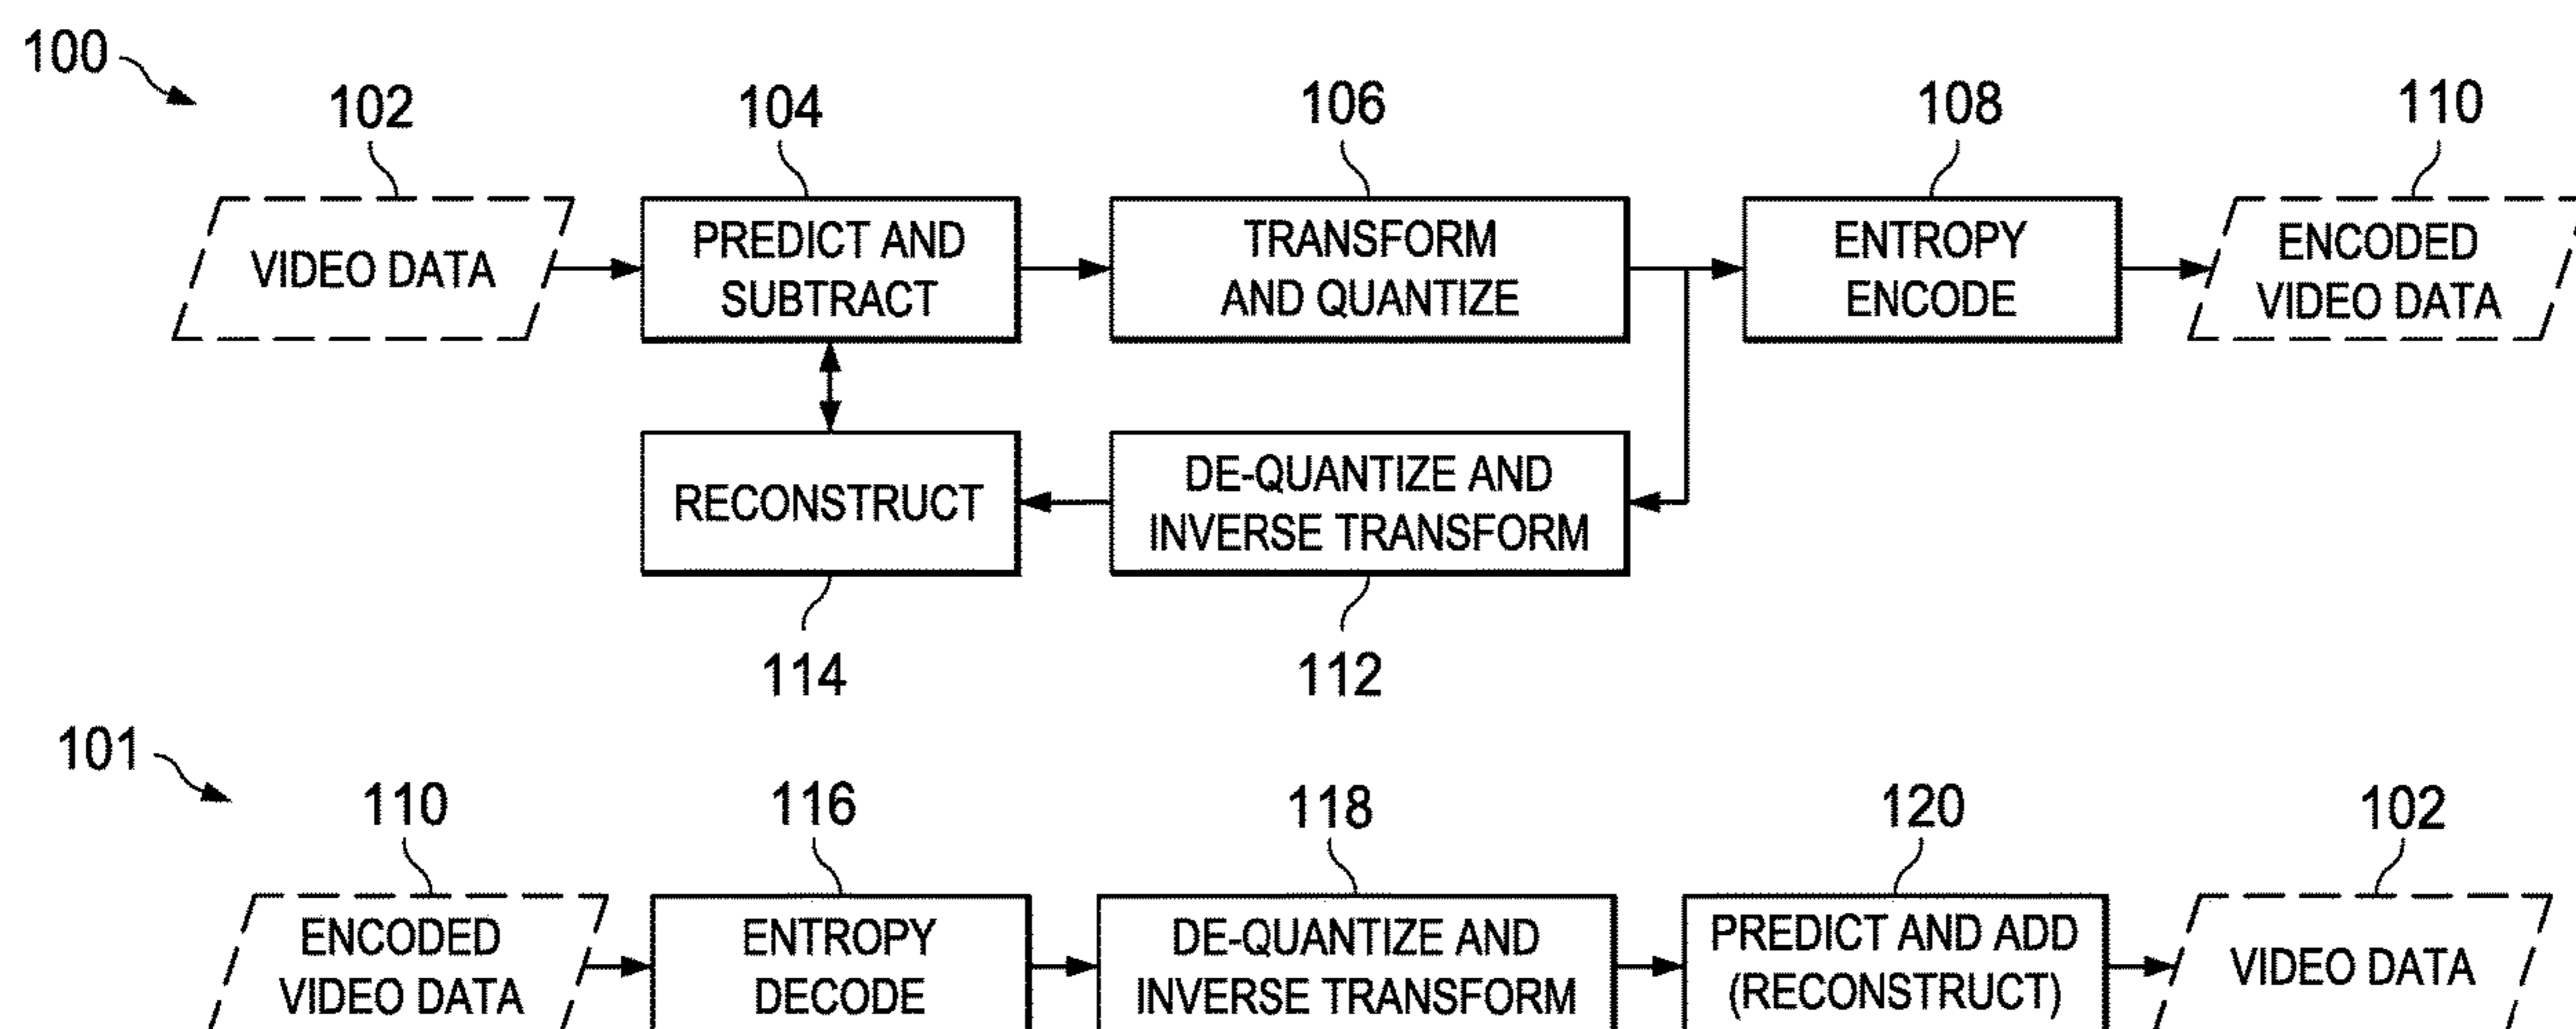 100
102
104
106
108
110
VIDEO DATA
PREDICT AND
SUBTRACT
TRANSFORM
AND QUANTIZE
ENTROPY
ENCODE
ENCODED
VIDEO DATA
RECONSTRUCT
DE-QUANTIZE AND
INVERSE TRANSFORM
114
112
101
110
116
118
120
102
ENCODED
VIDEO DATA
ENTROPY
DECODE
DE-QUANTIZE AND
INVERSE TRANSFORM
PREDICT AND ADD
(RECONSTRUCT)
VIDEO DATA